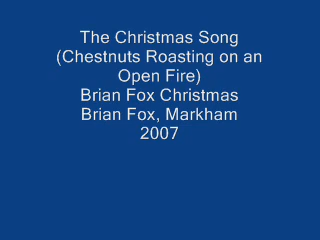 The Christmas Song
(Chestnuts Roasting on an
Open Fire)
Brian Fox Christmas
Brian Fox, Markham
2007